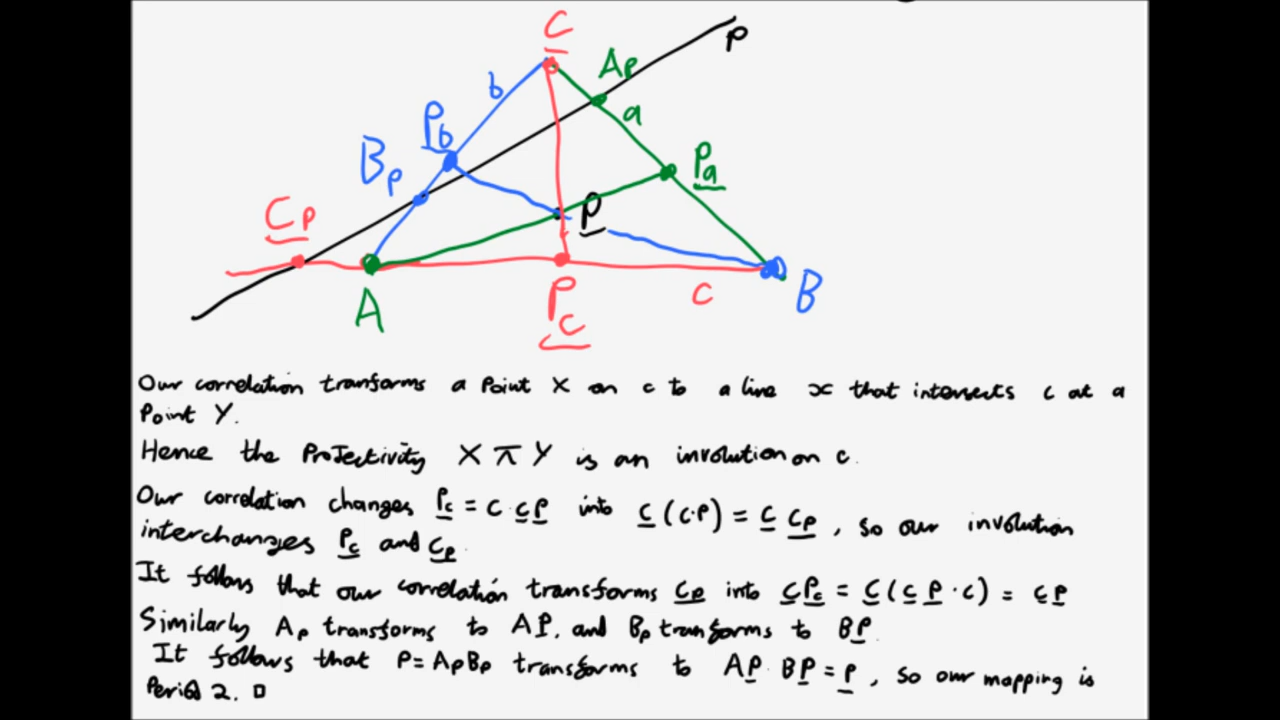 C
p
Ap
b
a
Pb
Bp
Pa
Cp
P
A
Pc
c
B
Our correlation transforms a Point X on c to a line x that intersects c at a
Point Y.
Hence the Projectivity X ⊼ Y is an involution on c.
Our correlation changes Pc = C·CP into C(c·P) = C Cp, so our involution
interchanges Pc and Cp.
It follows that our correlation transforms Cp into CPc = C(CP·c) = CP
Similarly Ap transforms to AP, and Bp transforms to BP.
It follows that P = ApBp transforms to AP·BP = P, so our mapping is
Period 2. □